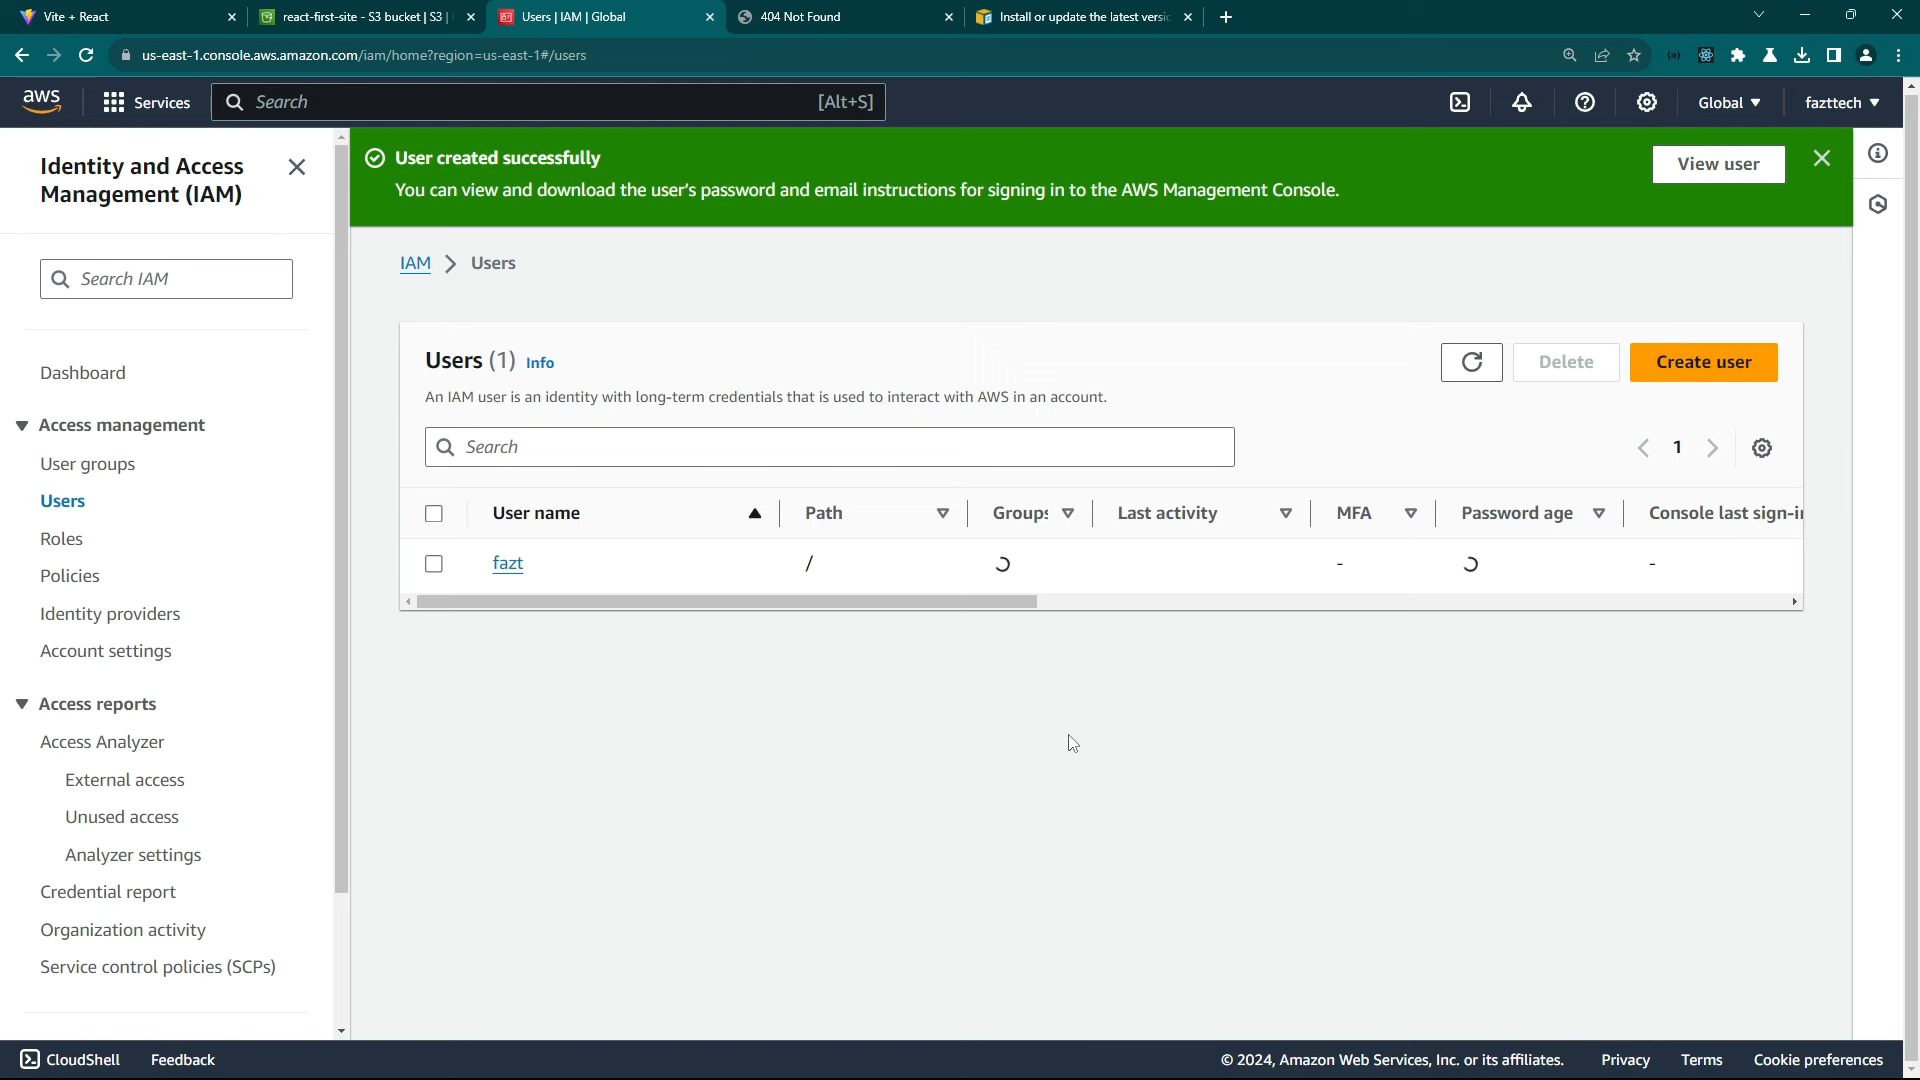 Vite + React
react-first-site - S3 bucket | S3 |
Users | IAM | Global
404 Not Found
Install or update the latest versi
us-east-1.console.aws.amazon.com/iam/home?region=us-east-1#/users
aws
Services
Search
[Alt+S]
Global
fazttech
Identity and Access
Management (IAM)
Search IAM
Dashboard
Access management
User groups
Users
Roles
Policies
Identity providers
Account settings
Access reports
Access Analyzer
External access
Unused access
Analyzer settings
Credential report
Organization activity
Service control policies (SCPs)
User created successfully
You can view and download the user's password and email instructions for signing in to the AWS Management Console.
View user
IAM > Users
Users (1) Info
Delete
Create user
An IAM user is an identity with long-term credentials that is used to interact with AWS in an account.
Search
1
User name Path Groups Last activity MFA Password age Console last sign-i
fazt / - -
CloudShell
Feedback
© 2024, Amazon Web Services, Inc. or its affiliates.
Privacy
Terms
Cookie preferences